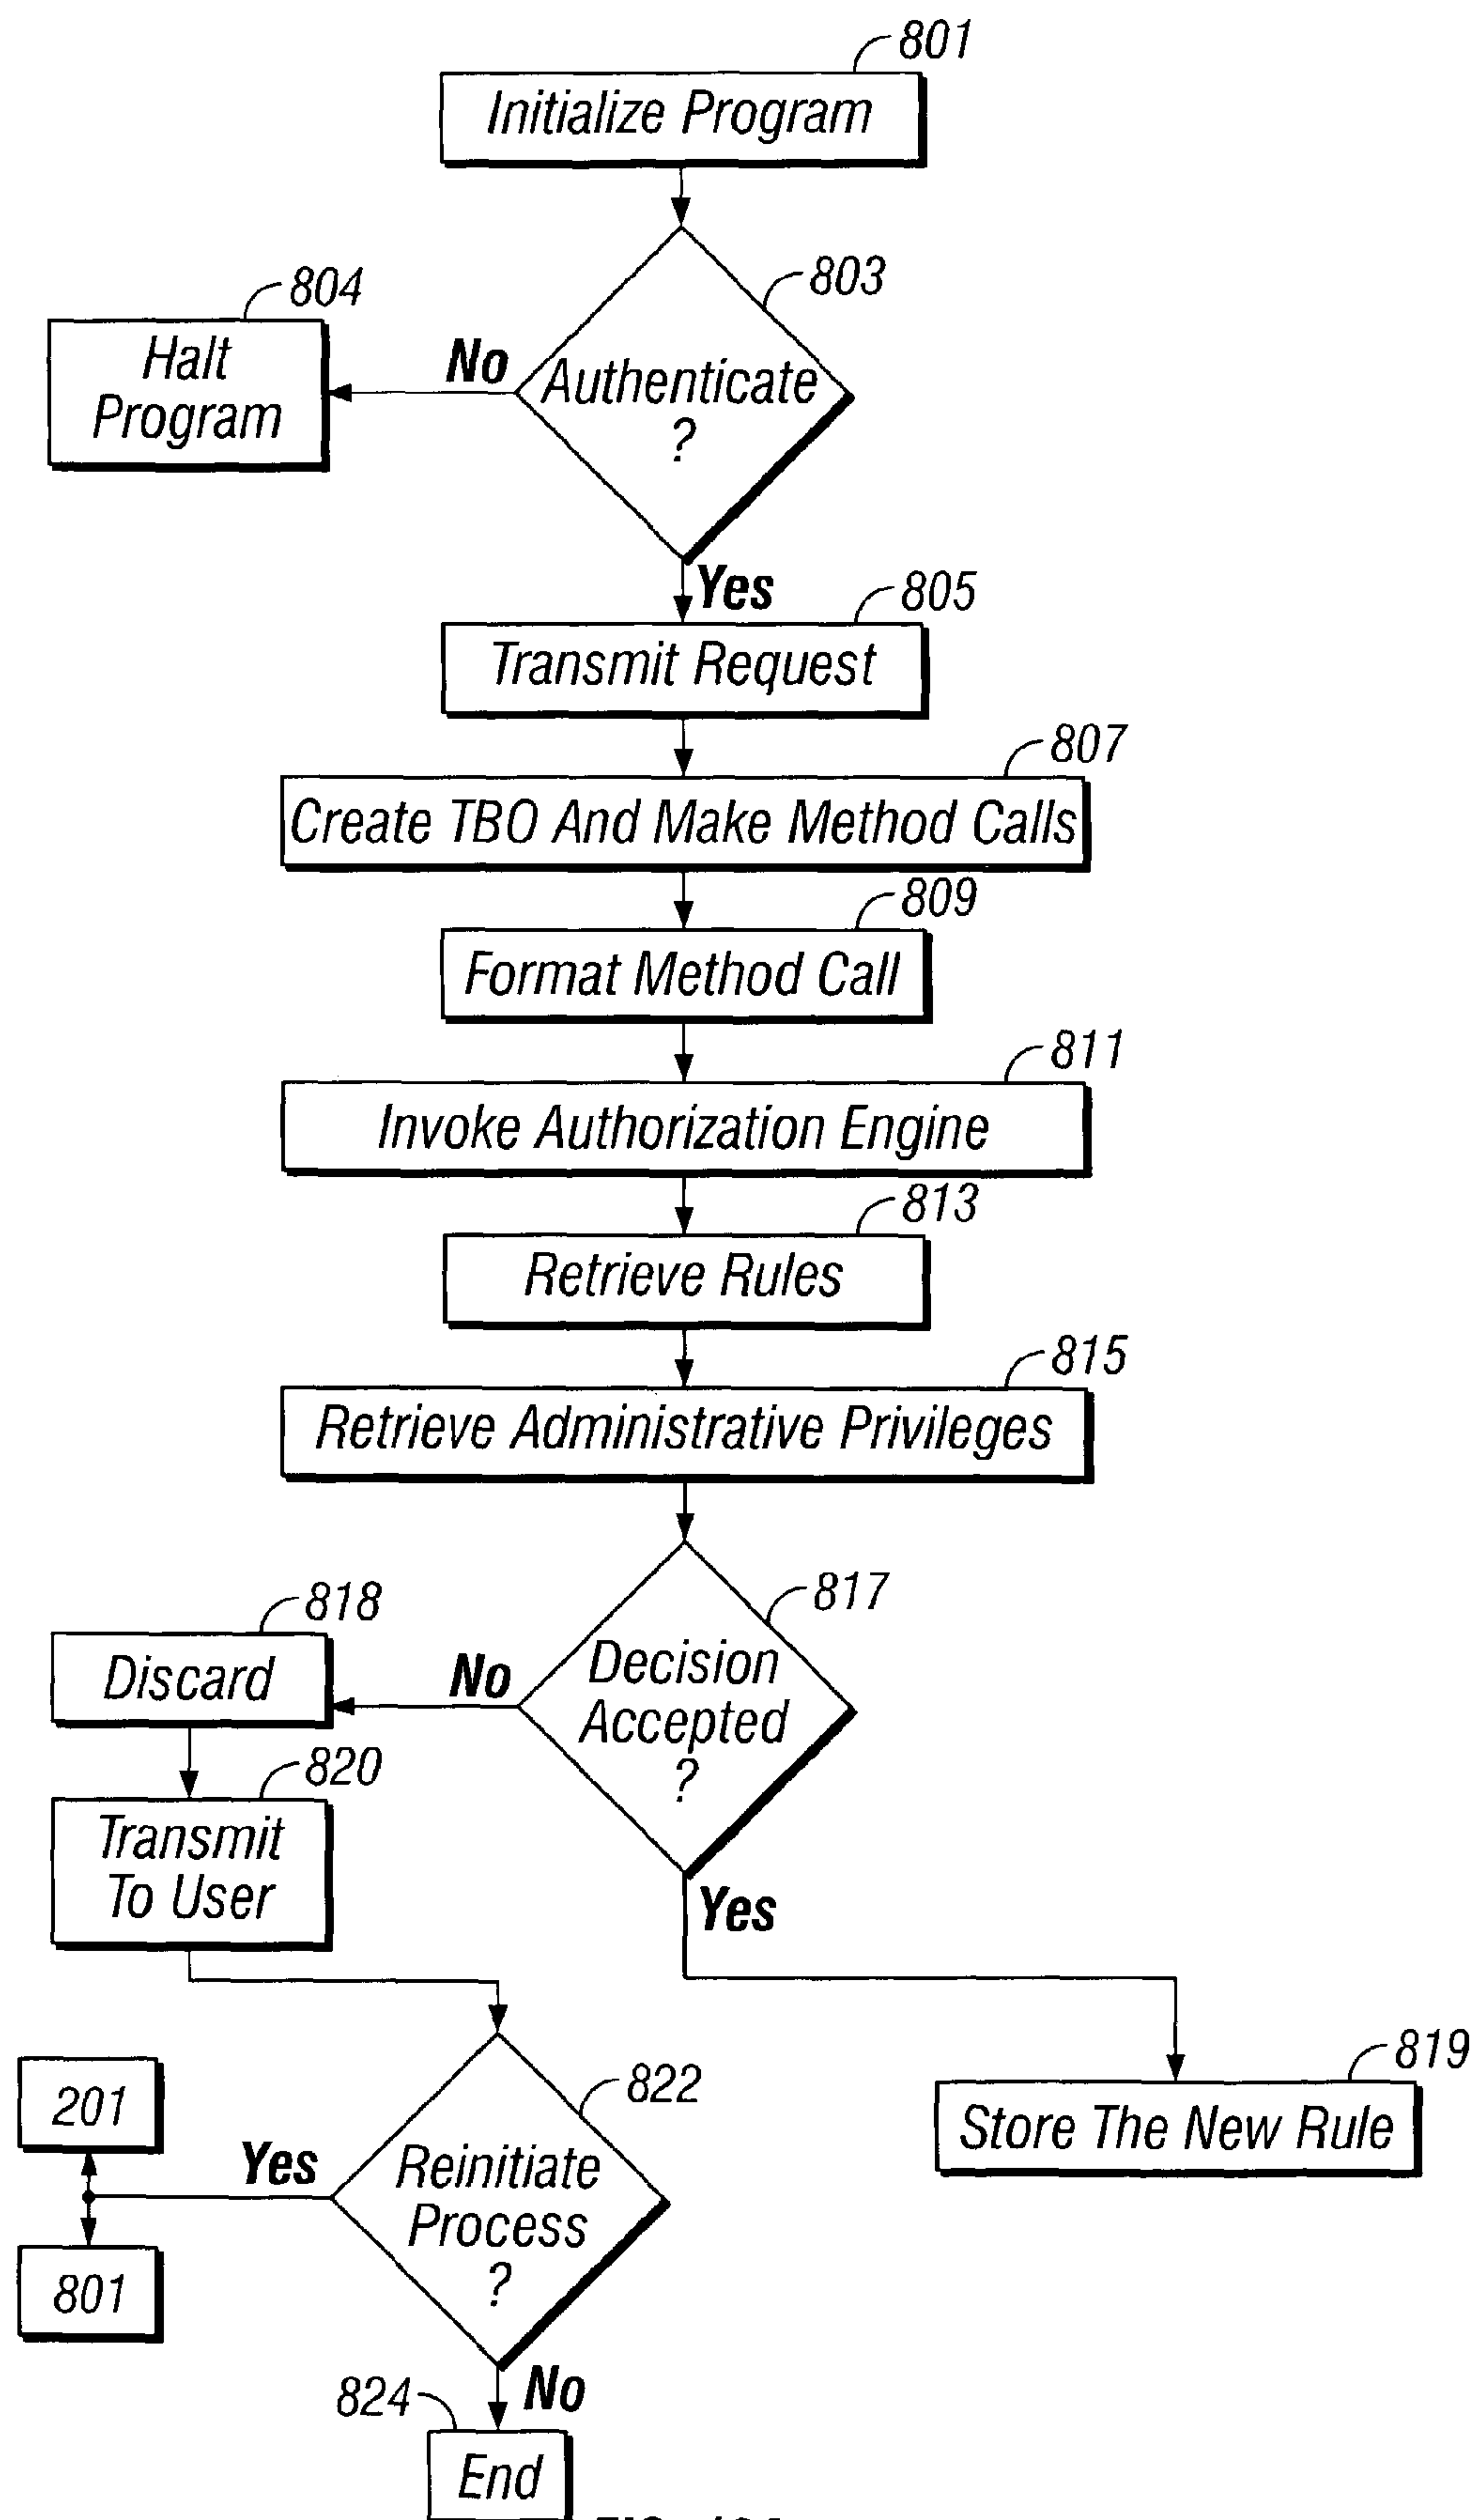 801
Initialize Program
803
804
Halt
Program
No
Authenticate
?
Yes
805
Transmit Request
807
Create TBO And Make Method Calls
809
Format Method Call
811
Invoke Authorization Engine
813
Retrieve Rules
815
Retrieve Administrative Privileges
817
818
Discard
No
Decision
Accepted
?
820
Transmit
To User
Yes
819
Store The New Rule
822
201
Yes
Reinitiate
Process
?
801
No
824
End